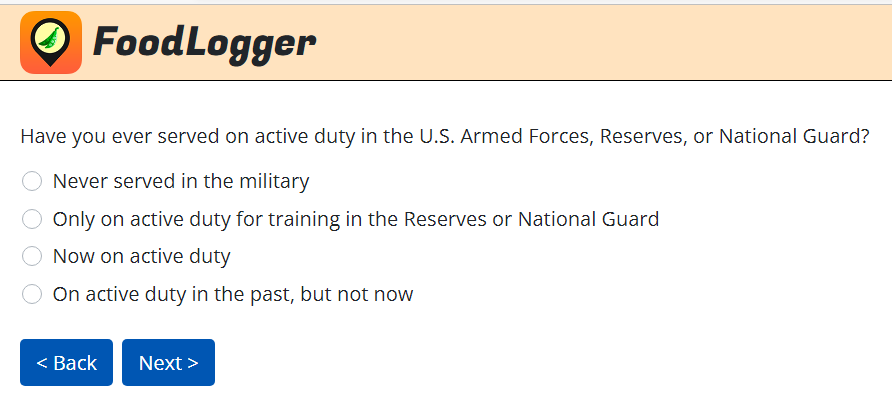 FoodLogger
Have you ever served on active duty in the U.S. Armed Forces, Reserves, or National Guard?
Never served in the military
Only on active duty for training in the Reserves or National Guard
Now on active duty
On active duty in the past, but not now
< Back
Next >